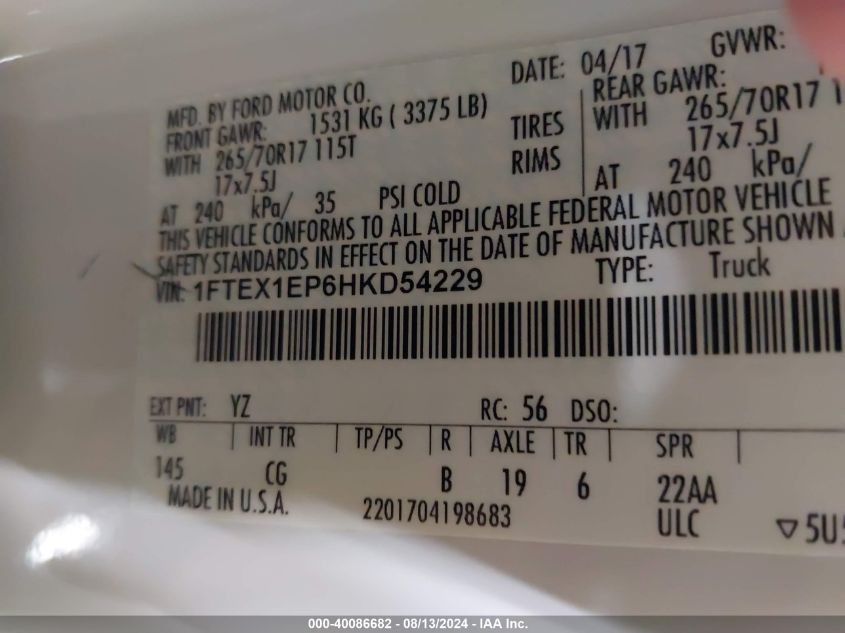 DATE: 04/17 GVWR:
MFD. BY FORD MOTOR CO.
FRONT GAWR: 1531 KG ( 3375 LB) REAR GAWR:
WITH 265/70R17 115T TIRES WITH 265/70R17
17x7.5J RIMS 17x7.5J
AT 240 kPa/ 35 PSI COLD AT 240 kPa/
THIS VEHICLE CONFORMS TO ALL APPLICABLE FEDERAL MOTOR VEHICLE
SAFETY STANDARDS IN EFFECT ON THE DATE OF MANUFACTURE SHOWN
VIN: 1FTEX1EP6HKD54229 TYPE: Truck
EXT PNT: YZ RC: 56 DSO:
WB INT TR TP/PS R AXLE TR SPR
145 CG B 19 6 22AA
MADE IN U.S.A. 2201704198683 ULC
▽5U5
000-40086682 - 08/13/2024 - IAA Inc.